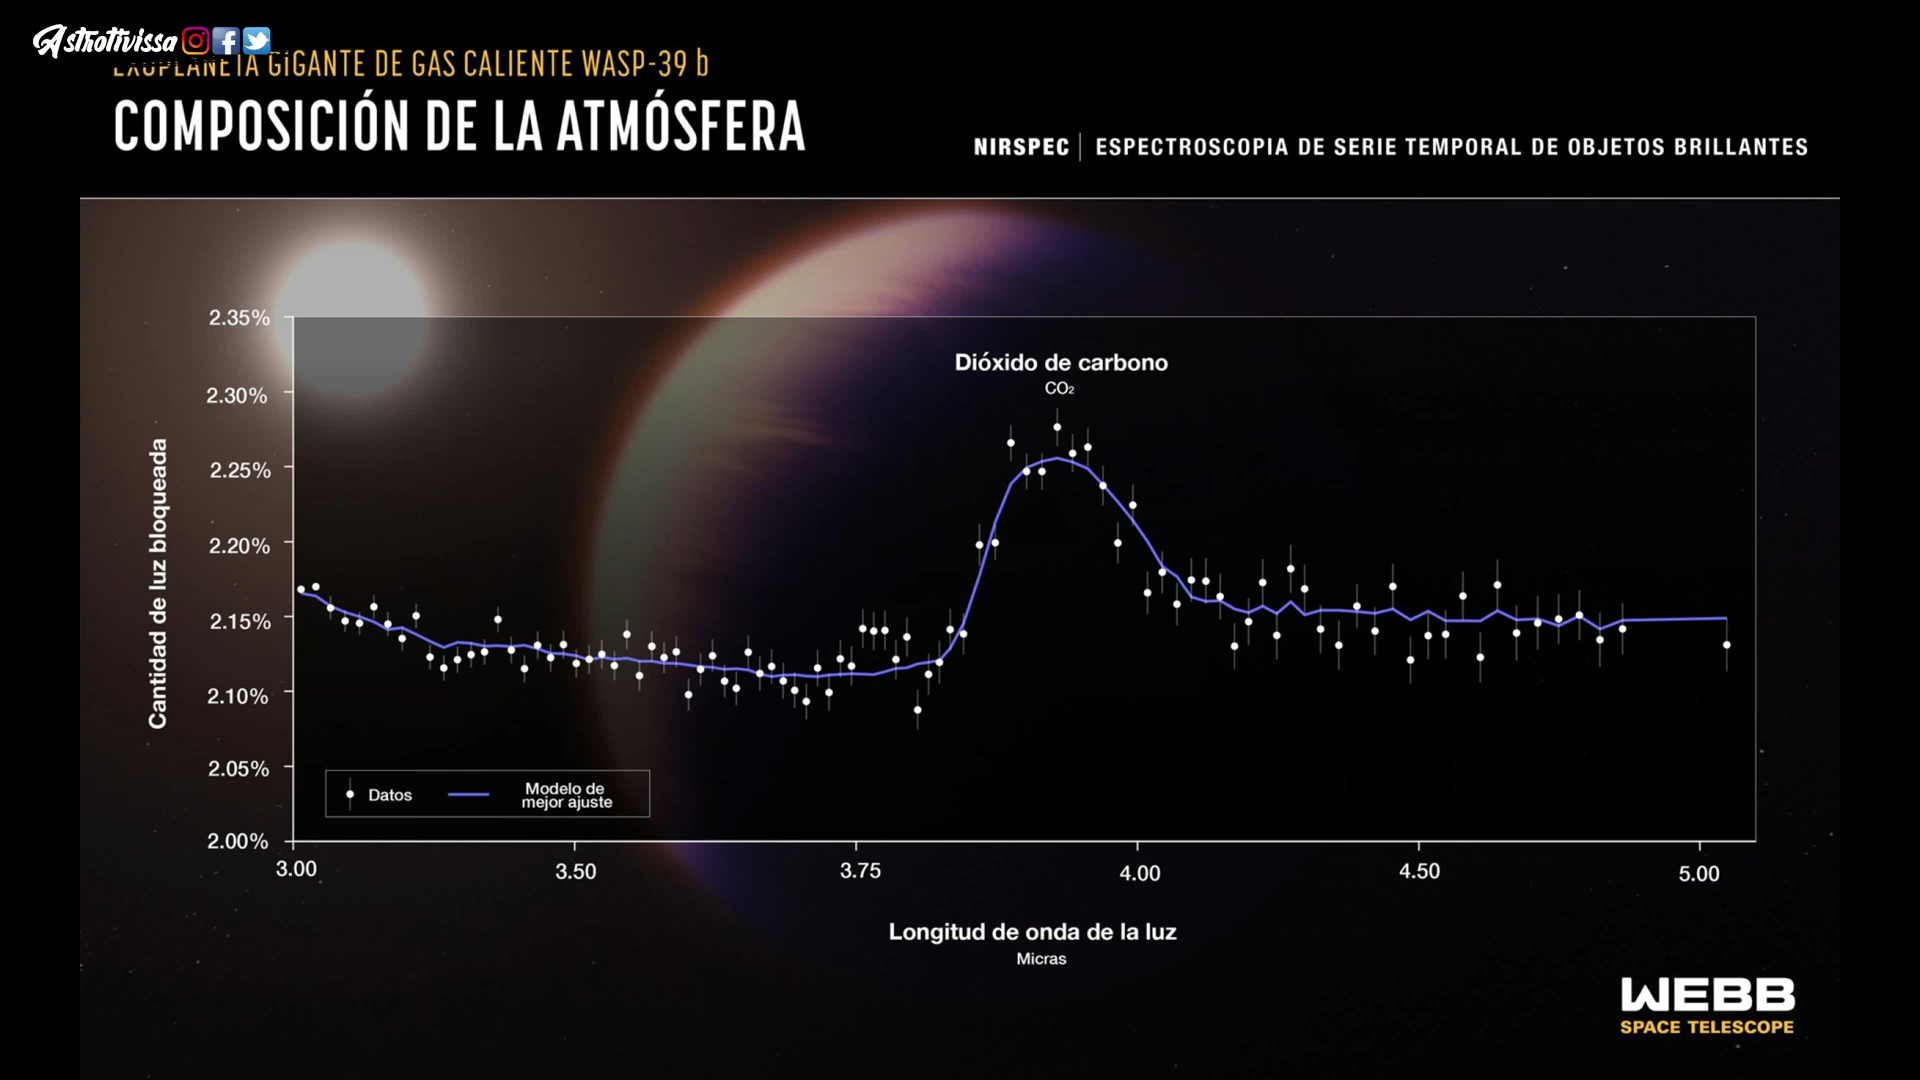 Astrottvissa
EXOPLANETA GIGANTE DE GAS CALIENTE WASP-39 b
COMPOSICIÓN DE LA ATMÓSFERA
NIRSPEC | ESPECTROSCOPIA DE SERIE TEMPORAL DE OBJETOS BRILLANTES
Cantidad de luz bloqueada
2.35%
2.30%
2.25%
2.20%
2.15%
2.10%
2.05%
2.00%
Dióxido de carbono
CO₂
Datos
Modelo de
mejor ajuste
3.00 3.50 3.75 4.00 4.50 5.00
Longitud de onda de la luz
Micras
WEBB
SPACE TELESCOPE